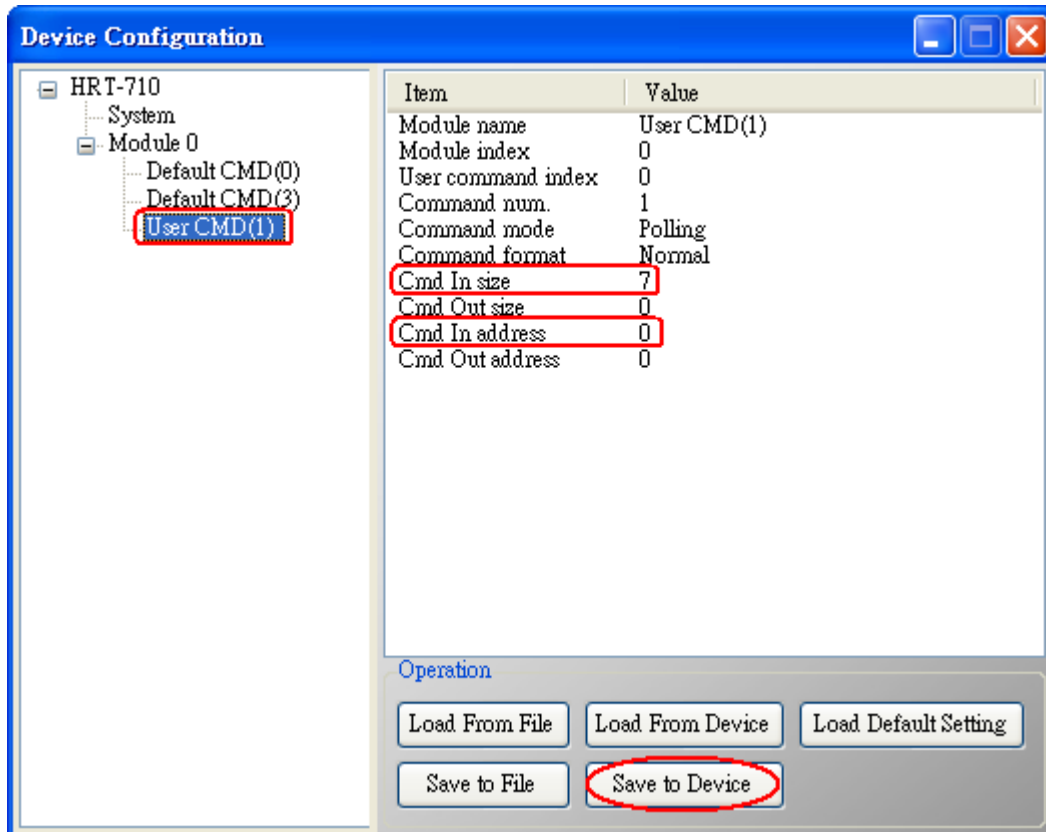 Device Configuration
HRT-710
System
Module 0
Default CMD(0)
Default CMD(3)
User CMD(1)
Item Value
Module name User CMD(1)
Module index 0
User command index 0
Command num. 1
Command mode Polling
Command format Normal
Cmd In size 7
Cmd Out size 0
Cmd In address 0
Cmd Out address 0
Operation
Load From File Load From Device Load Default Setting
Save to File Save to Device